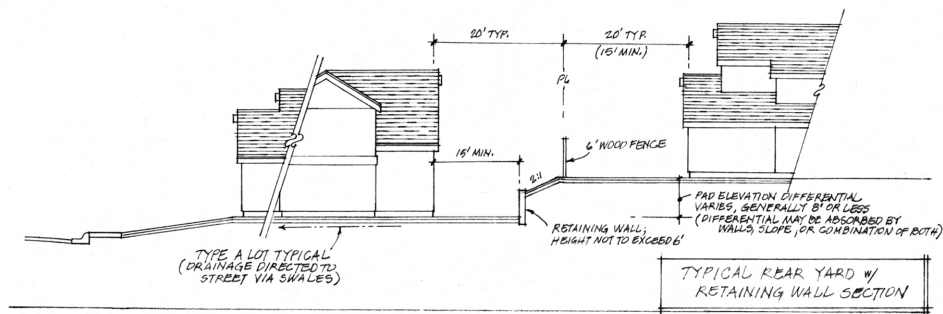 20' TYP.
20' TYP.
(15' MIN.)
PL
6' WOOD FENCE
15' MIN.
2:1
PAD ELEVATION DIFFERENTIAL
VARIES, GENERALLY 8' OR LESS
(DIFFERENTIAL MAY BE ABSORBED BY
WALLS, SLOPE, OR COMBINATION OF BOTH)
RETAINING WALL;
HEIGHT NOT TO EXCEED 6'
TYPE A LOT TYPICAL
(DRAINAGE DIRECTED TO
STREET VIA SWALES)
TYPICAL REAR YARD W/
RETAINING WALL SECTION